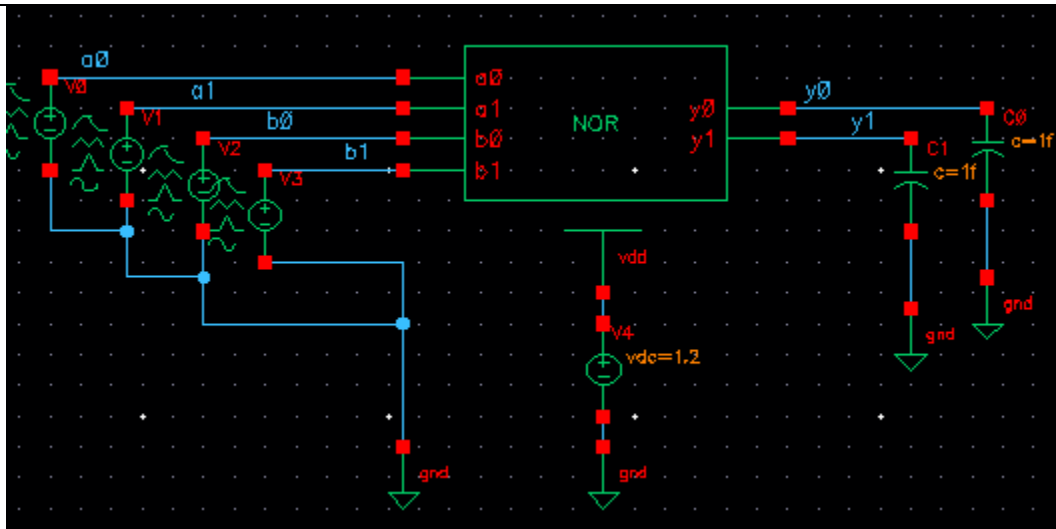 a0
V0
a1
V1
b0
V2
b1
V3
a0
a1
b0
b1
NOR
y0
y1
y0
y1
C0
c=1f
C1
c=1f
vdd
V4
vdc=1.2
gnd
gnd
gnd
gnd